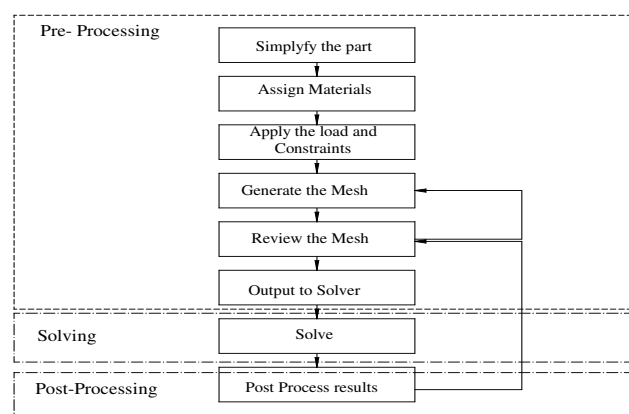 Pre- Processing
Simplyfy the part
Assign Materials
Apply the load and
Constraints
Generate the Mesh
Review the Mesh
Output to Solver
Solving
Solve
Post-Processing
Post Process results